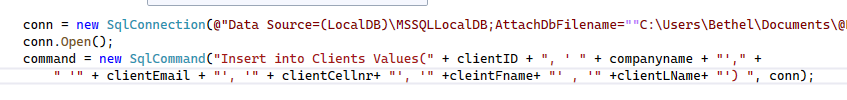 conn = new SqlConnection(@"Data Source=(LocalDB)\MSSQLLocalDB;AttachDbFilename=""C:\Users\Bethel\Documents\@
conn.Open();
command = new SqlCommand("Insert into Clients Values(" + clientID + ", ' " + companyname + "'," +
" '" + clientEmail + "', '" + clientCellnr+ "', '" +cleintFname+ "' , '" +clientLName+ "') ", conn);